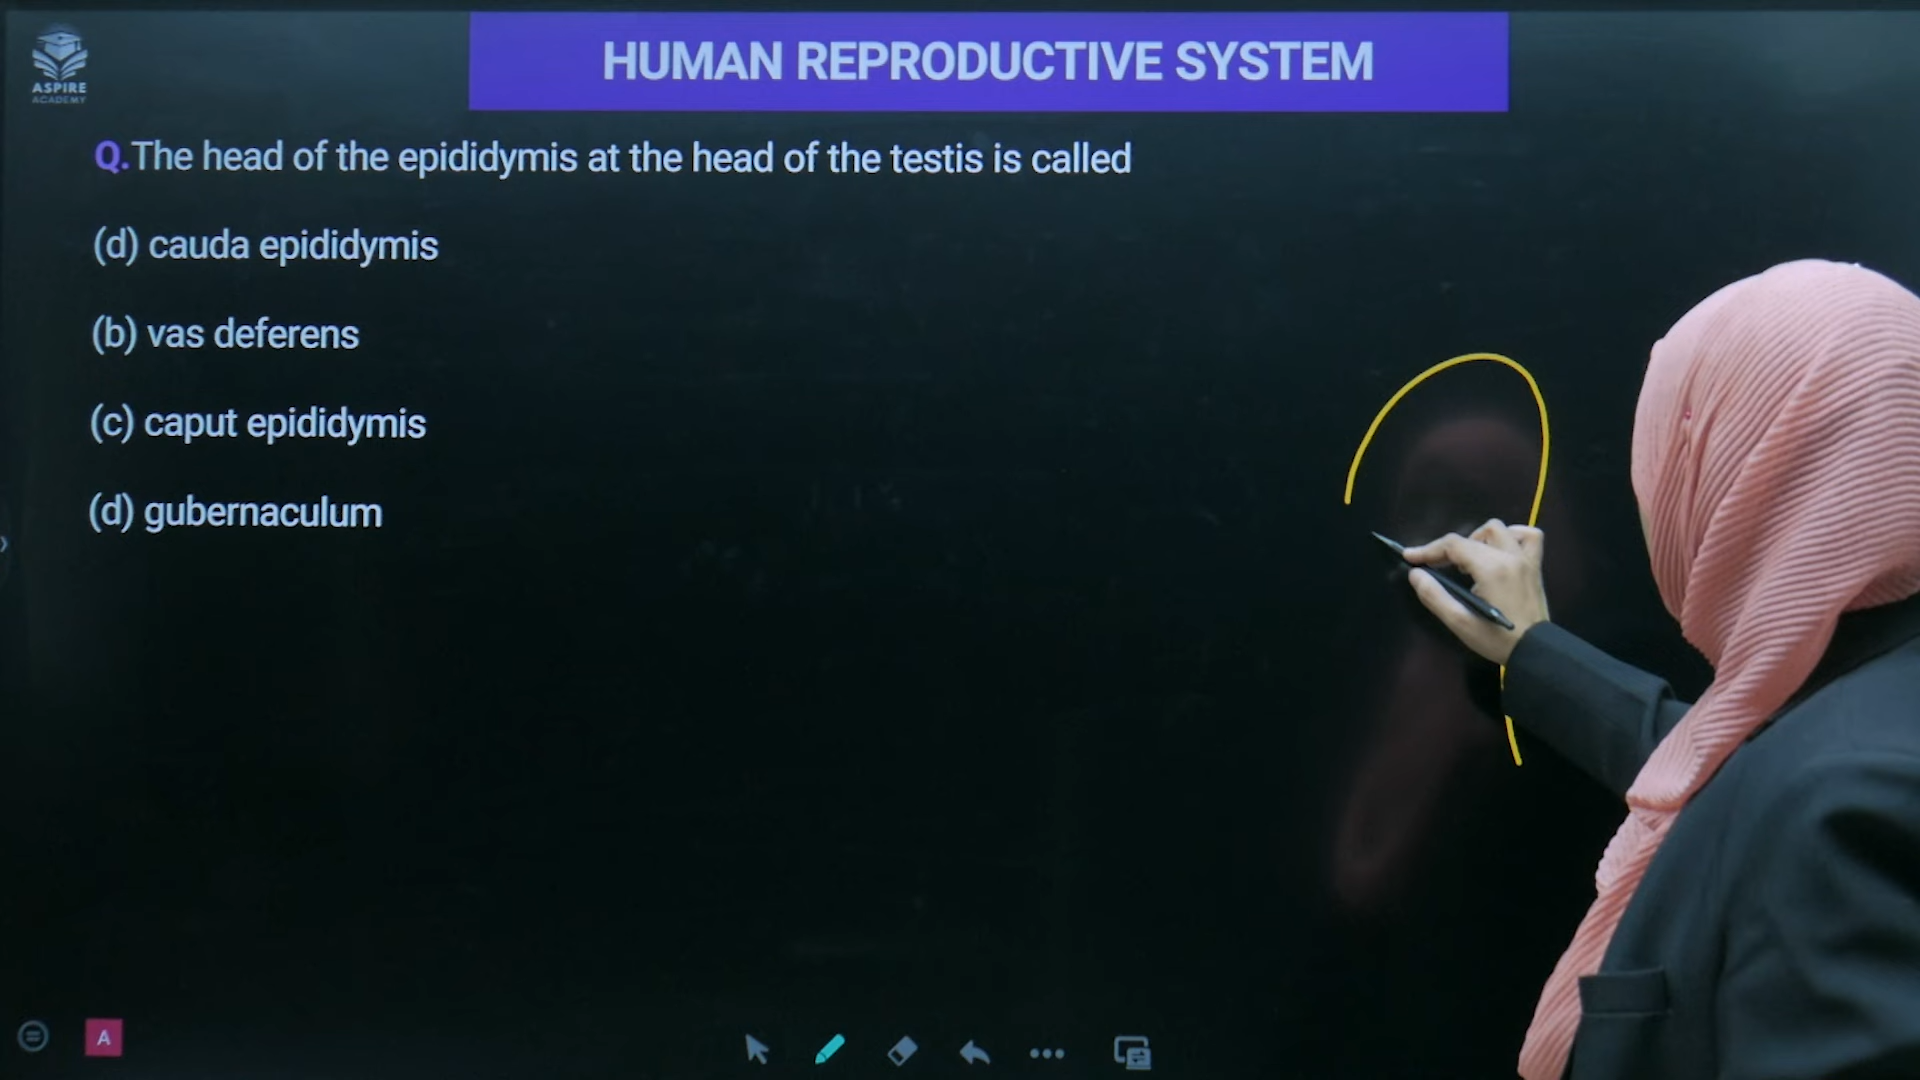 ASPIRE
ACADEMY
HUMAN REPRODUCTIVE SYSTEM
Q.The head of the epididymis at the head of the testis is called
(d) cauda epididymis
(b) vas deferens
(c) caput epididymis
(d) gubernaculum
A